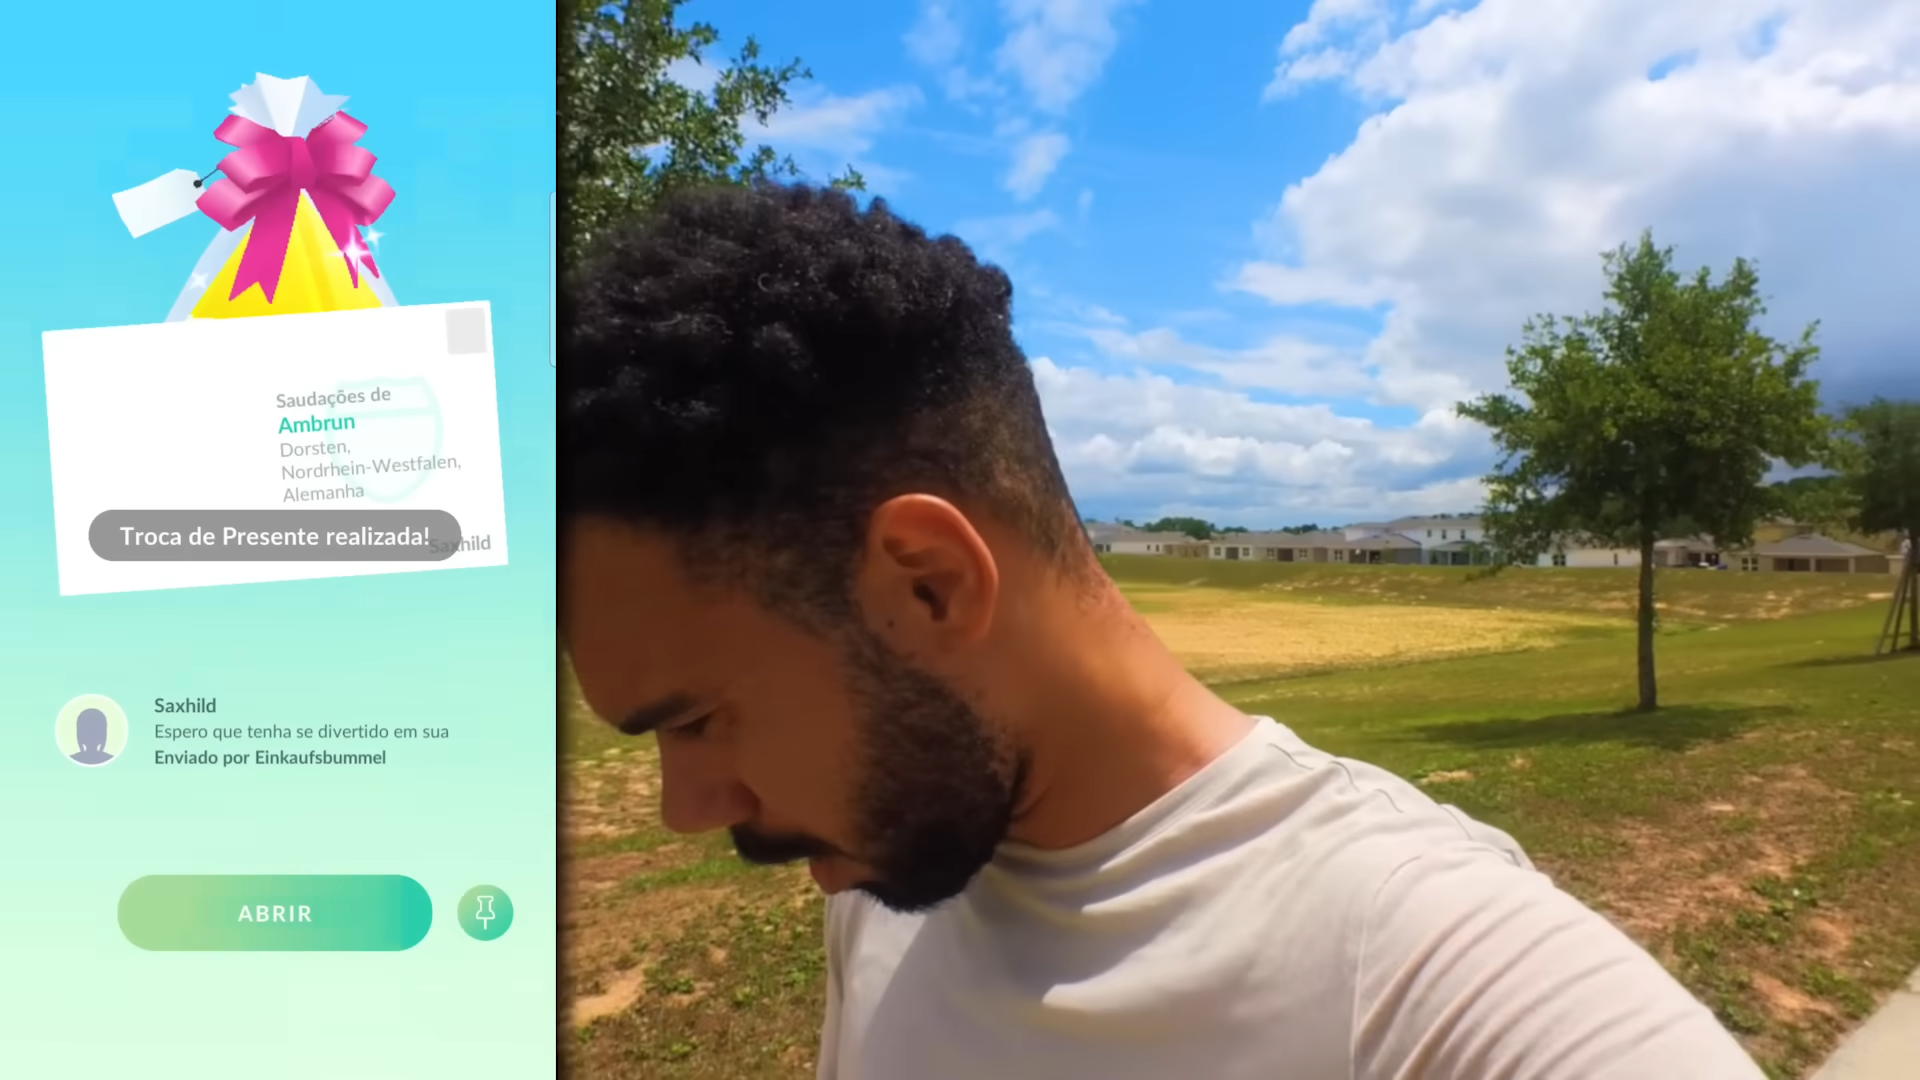 Saudações de
Ambrun
Dorsten,
Nordrhein-Westfalen,
Alemanha
Troca de Presente realizada!
Saxhild
Saxhild
Espero que tenha se divertido em sua
Enviado por Einkaufsbummel
ABRIR